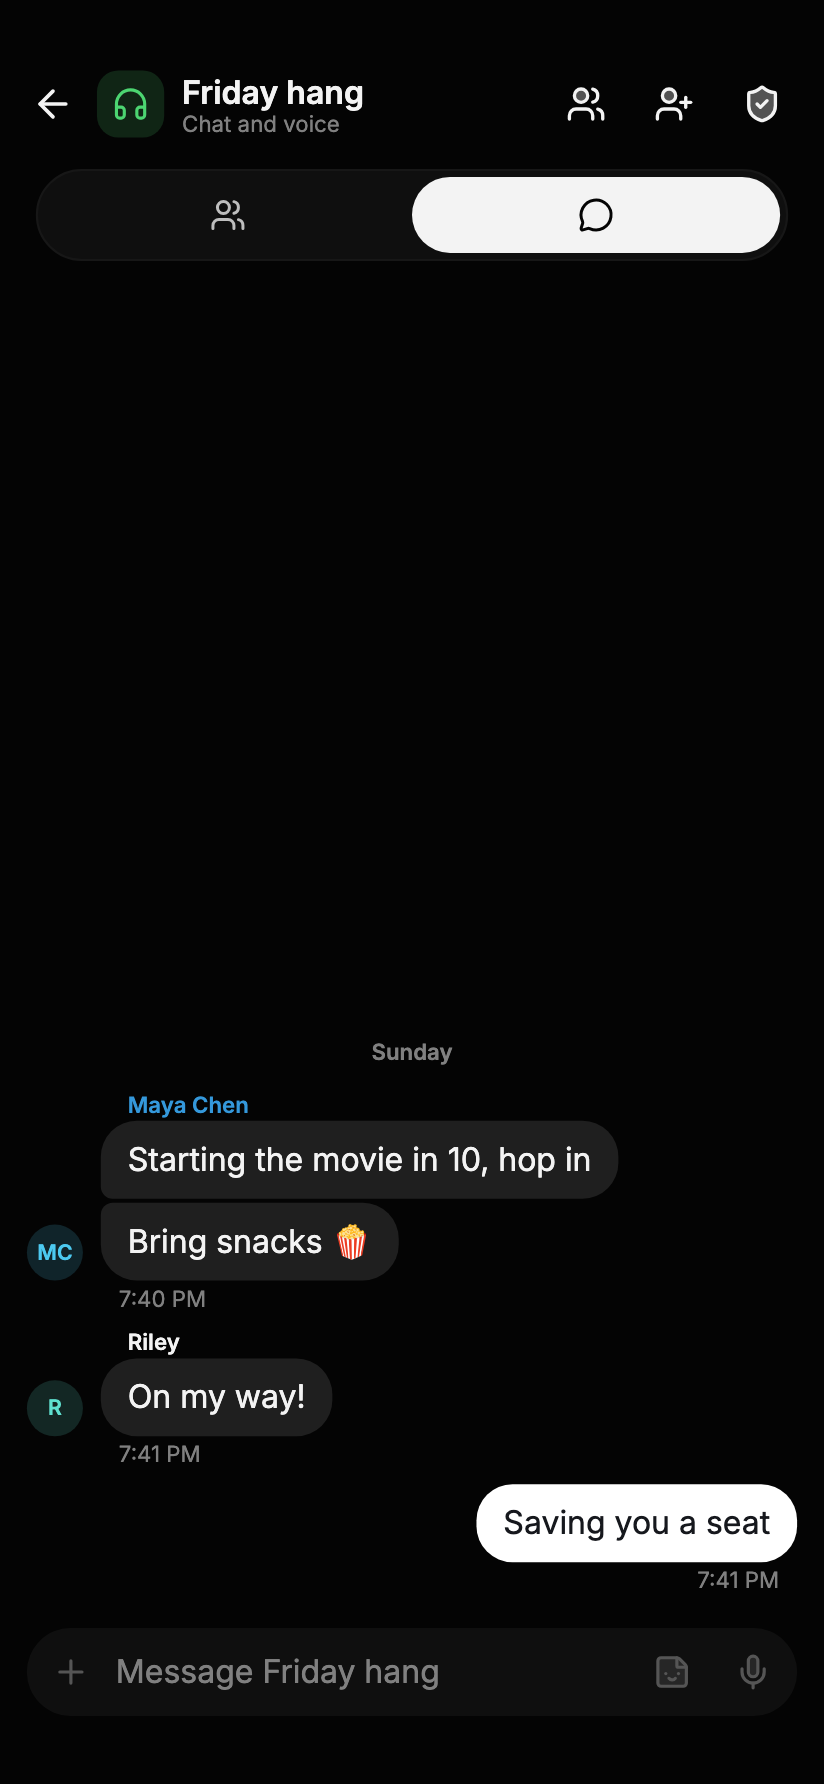 Friday hang
Chat and voice
Sunday
Maya Chen
Starting the movie in 10, hop in
Bring snacks 🍿
MC
7:40 PM
Riley
On my way!
R
7:41 PM
Saving you a seat
7:41 PM
Message Friday hang